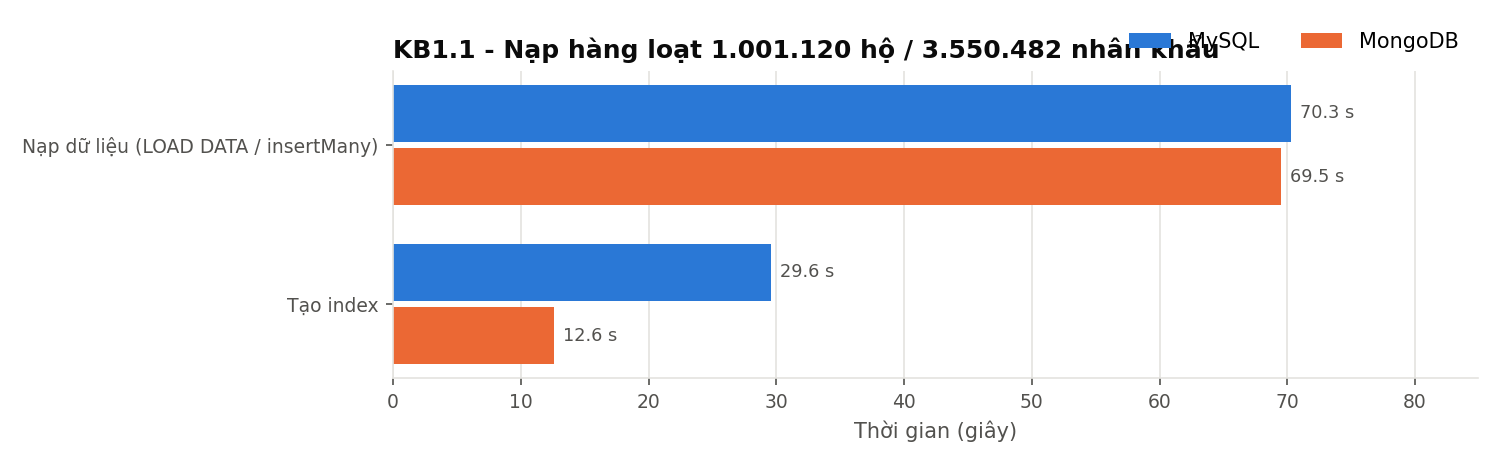 KB1.1 - Nạp hàng loạt 1.001.120 hộ / 3.550.482 nhân khẩu
MySQL
MongoDB
Nạp dữ liệu (LOAD DATA / insertMany)
70.3 s
69.5 s
Tạo index
29.6 s
12.6 s
0 10 20 30 40 50 60 70 80
Thời gian (giây)